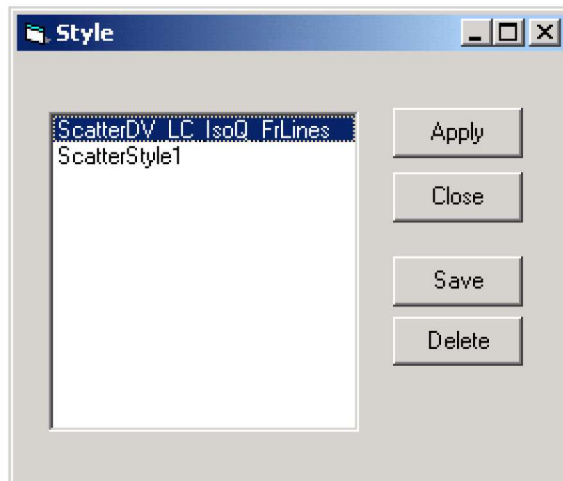 Style
ScatterDV_LC_IsoQ_FrLines
ScatterStyle1
Apply
Close
Save
Delete